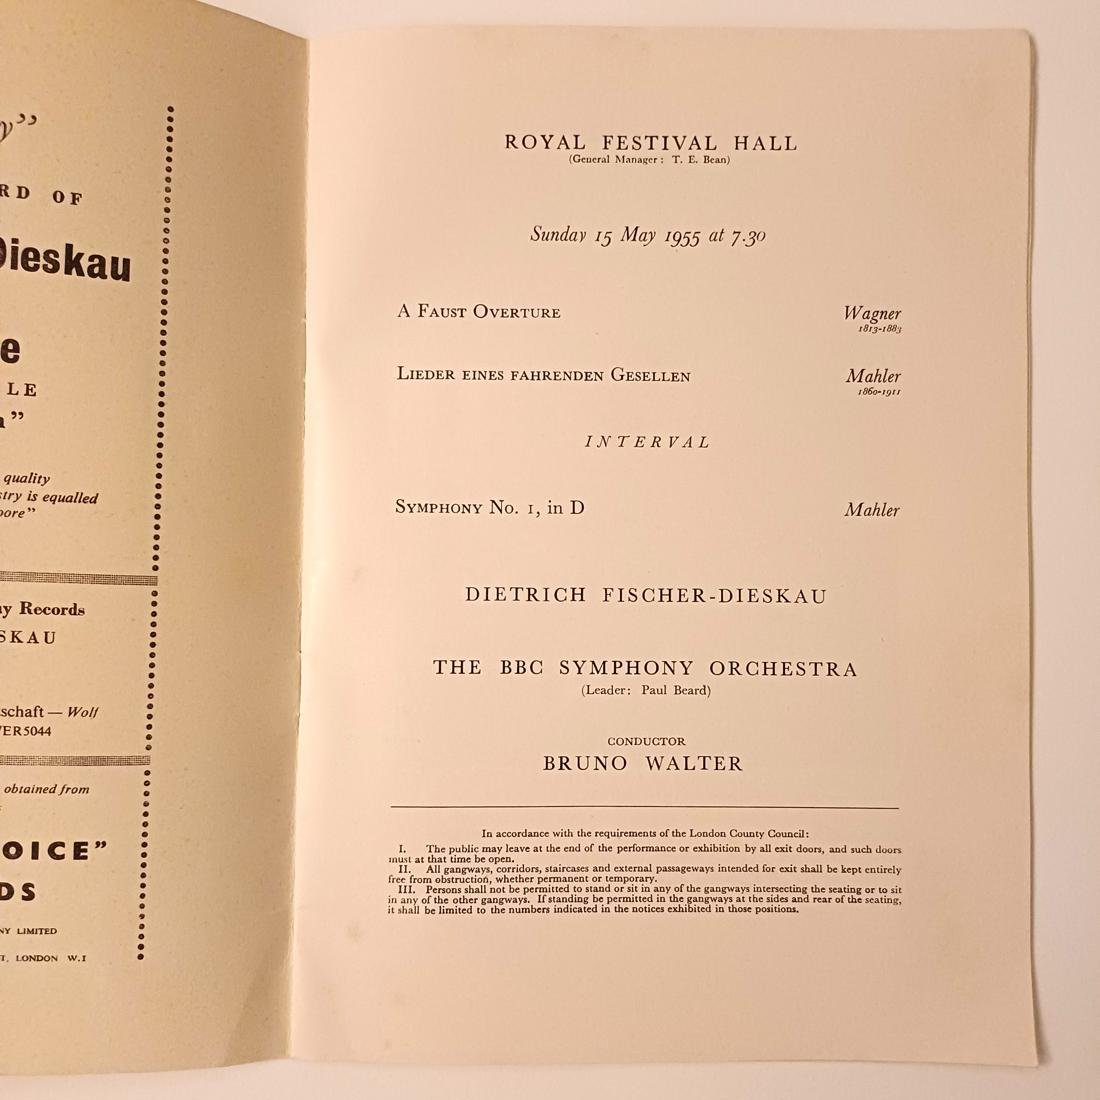 y”
RD OF
Dieskau
e
LE
”
quality
stry is equalled
oore”
y Records
SKAU
schaft — Wolf
ER5044
obtained from
OICE”
DS
NY LIMITED
T, LONDON W.1
ROYAL FESTIVAL HALL
(General Manager: T. E. Bean)
Sunday 15 May 1955 at 7.30
A Faust Overture Wagner
1813-1883
Lieder eines fahrenden Gesellen Mahler
1860-1911
INTERVAL
Symphony No. 1, in D Mahler
DIETRICH FISCHER-DIESKAU
THE BBC SYMPHONY ORCHESTRA
(Leader: Paul Beard)
CONDUCTOR
BRUNO WALTER
In accordance with the requirements of the London County Council:
I. The public may leave at the end of the performance or exhibition by all exit doors, and such doors
must at that time be open.
II. All gangways, corridors, staircases and external passageways intended for exit shall be kept entirely
free from obstruction, whether permanent or temporary.
III. Persons shall not be permitted to stand or sit in any of the gangways intersecting the seating or to sit
in any of the other gangways. If standing be permitted in the gangways at the sides and rear of the seating,
it shall be limited to the numbers indicated in the notices exhibited in those positions.